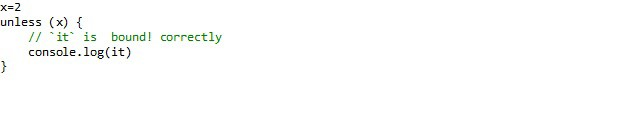 x=2
unless (x) {
    // `it` is  bound! correctly
    console.log(it)
}